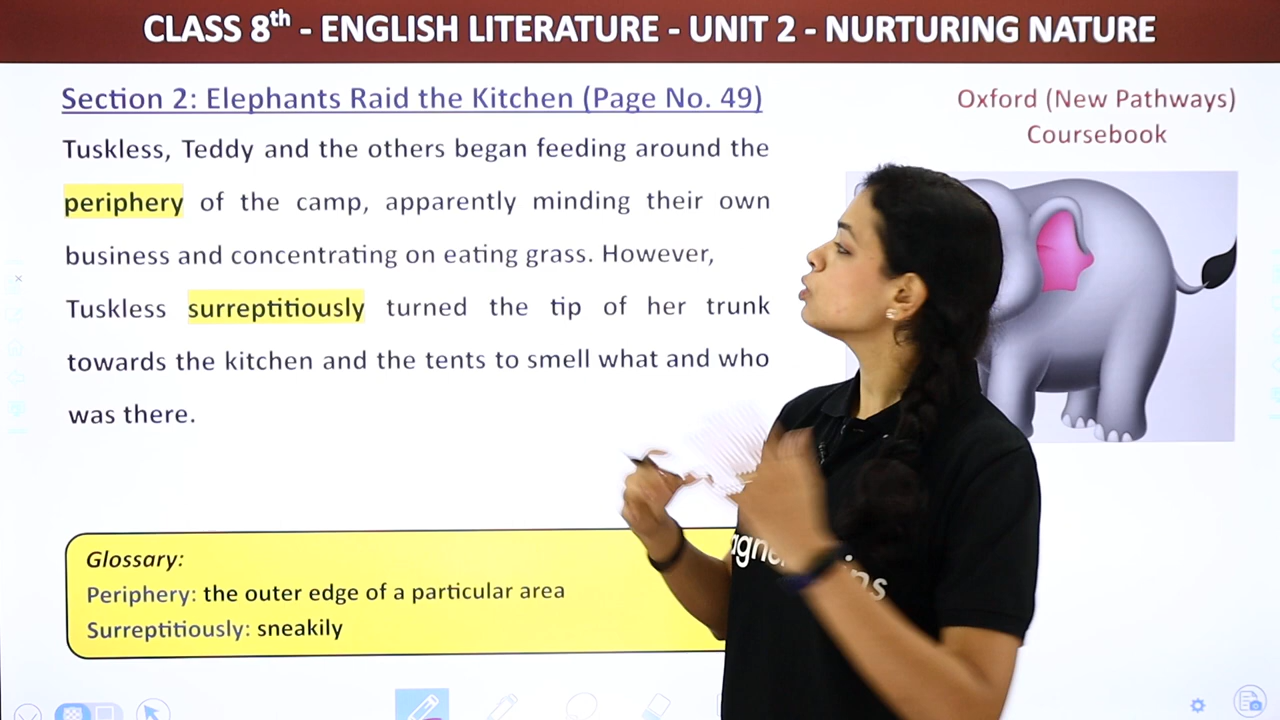 CLASS 8th - ENGLISH LITERATURE - UNIT 2 - NURTURING NATURE
Section 2: Elephants Raid the Kitchen (Page No. 49)
Oxford (New Pathways)
Coursebook
Tuskless, Teddy and the others began feeding around the
periphery of the camp, apparently minding their own
business and concentrating on eating grass. However,
Tuskless surreptitiously turned the tip of her trunk
towards the kitchen and the tents to smell what and who
was there.
Glossary:
Periphery: the outer edge of a particular area
Surreptitiously: sneakily